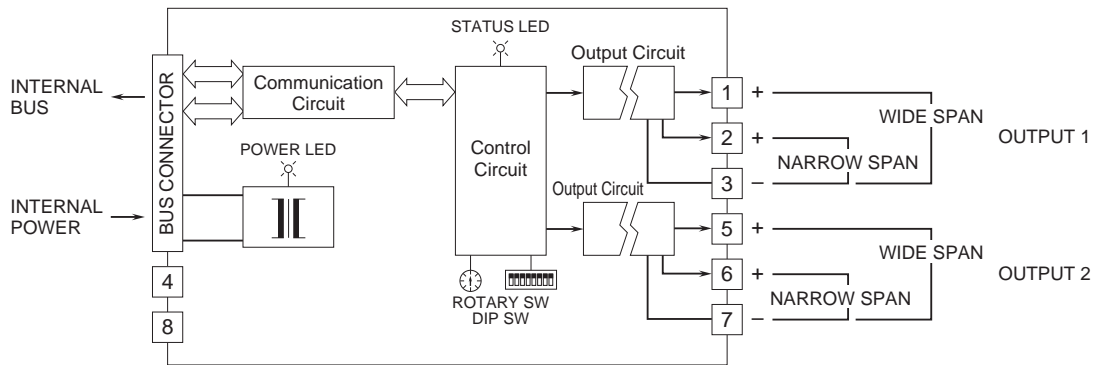 STATUS LED
Output Circuit
INTERNAL
BUS
BUS CONNECTOR
Communication
Circuit
1 +
WIDE SPAN
2 +
OUTPUT 1
POWER LED
Control
Circuit
NARROW SPAN
3 –
Output Circuit
INTERNAL
POWER
5 +
WIDE SPAN
4
6 +
OUTPUT 2
NARROW SPAN
ROTARY SW
DIP SW
8
7 –